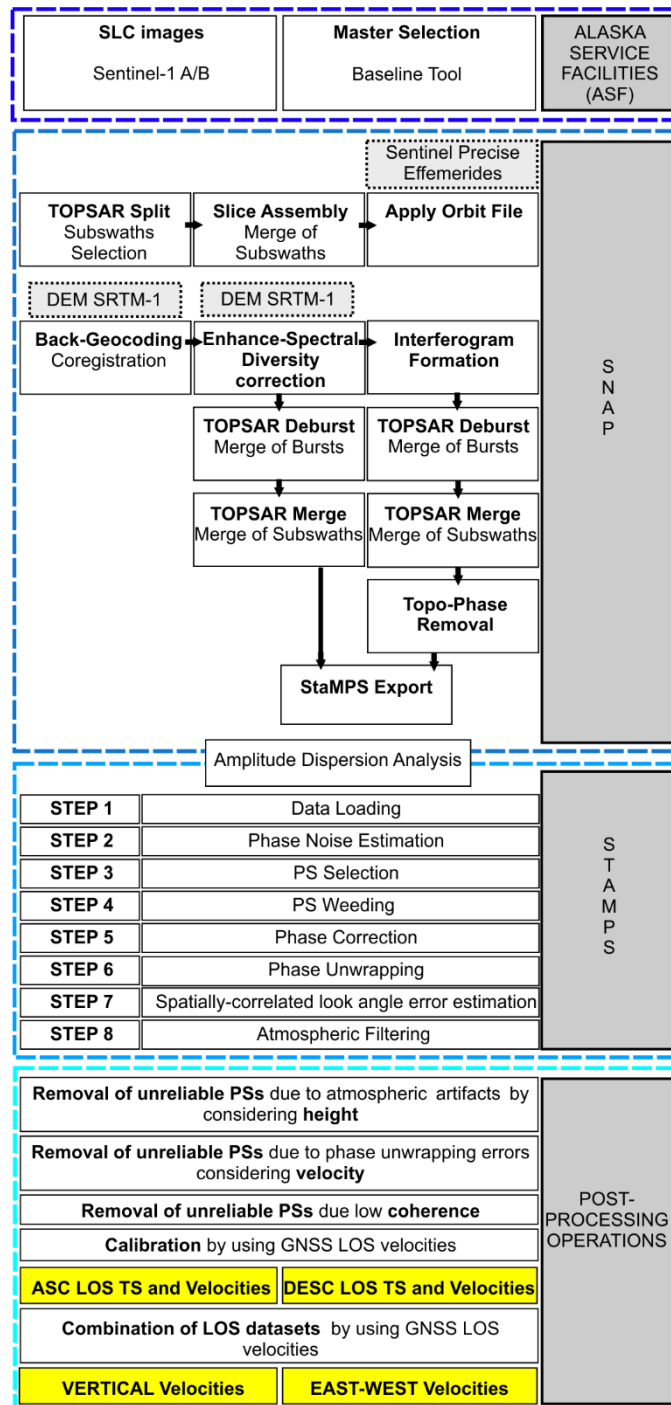 SLC images
Sentinel-1 A/B
Master Selection
Baseline Tool
ALASKA
SERVICE
FACILITIES
(ASF)
Sentinel Precise
Effemerides
TOPSAR Split
Subswaths
Selection
Slice Assembly
Merge of
Subswaths
Apply Orbit File
DEM SRTM-1
DEM SRTM-1
Back-Geocoding
Coregistration
Enhance-Spectral
Diversity
correction
Interferogram
Formation
TOPSAR Deburst
Merge of Bursts
TOPSAR Deburst
Merge of Bursts
TOPSAR Merge
Merge of Subswaths
TOPSAR Merge
Merge of Subswaths
Topo-Phase
Removal
StaMPS Export
S
N
A
P
Amplitude Dispersion Analysis
STEP 1 Data Loading
STEP 2 Phase Noise Estimation
STEP 3 PS Selection
STEP 4 PS Weeding
STEP 5 Phase Correction
STEP 6 Phase Unwrapping
STEP 7 Spatially-correlated look angle error estimation
STEP 8 Atmospheric Filtering
S
T
A
M
P
S
Removal of unreliable PSs due to atmospheric artifacts by
considering height
Removal of unreliable PSs due to phase unwrapping errors
considering velocity
Removal of unreliable PSs due low coherence
Calibration by using GNSS LOS velocities
ASC LOS TS and Velocities
DESC LOS TS and Velocities
Combination of LOS datasets by using GNSS LOS
velocities
VERTICAL Velocities
EAST-WEST Velocities
POST-
PROCESSING
OPERATIONS